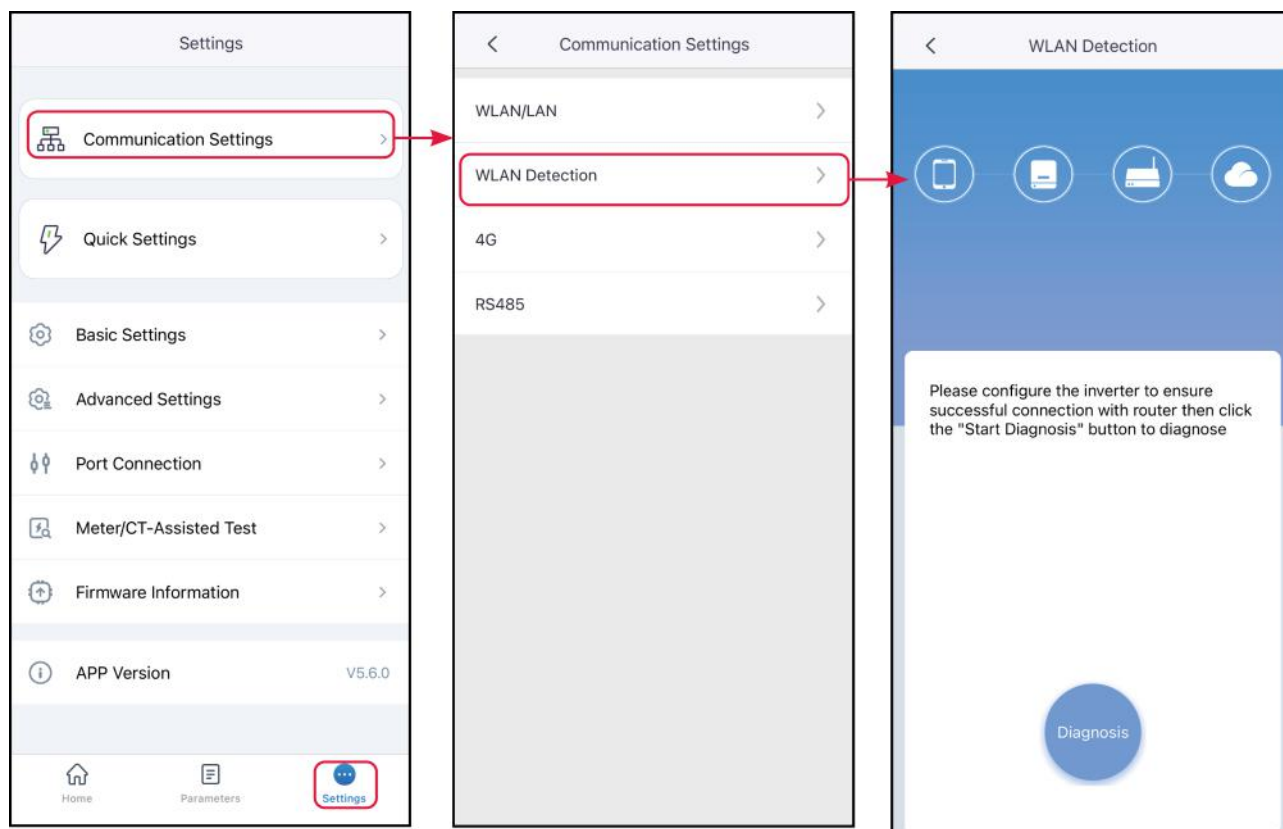 Settings
Communication Settings
Quick Settings
Basic Settings
Advanced Settings
Port Connection
Meter/CT-Assisted Test
Firmware Information
APP Version V5.6.0
Home Parameters Settings
Communication Settings
WLAN/LAN
WLAN Detection
4G
RS485
WLAN Detection
Please configure the inverter to ensure
successful connection with router then click
the "Start Diagnosis" button to diagnose
Diagnosis